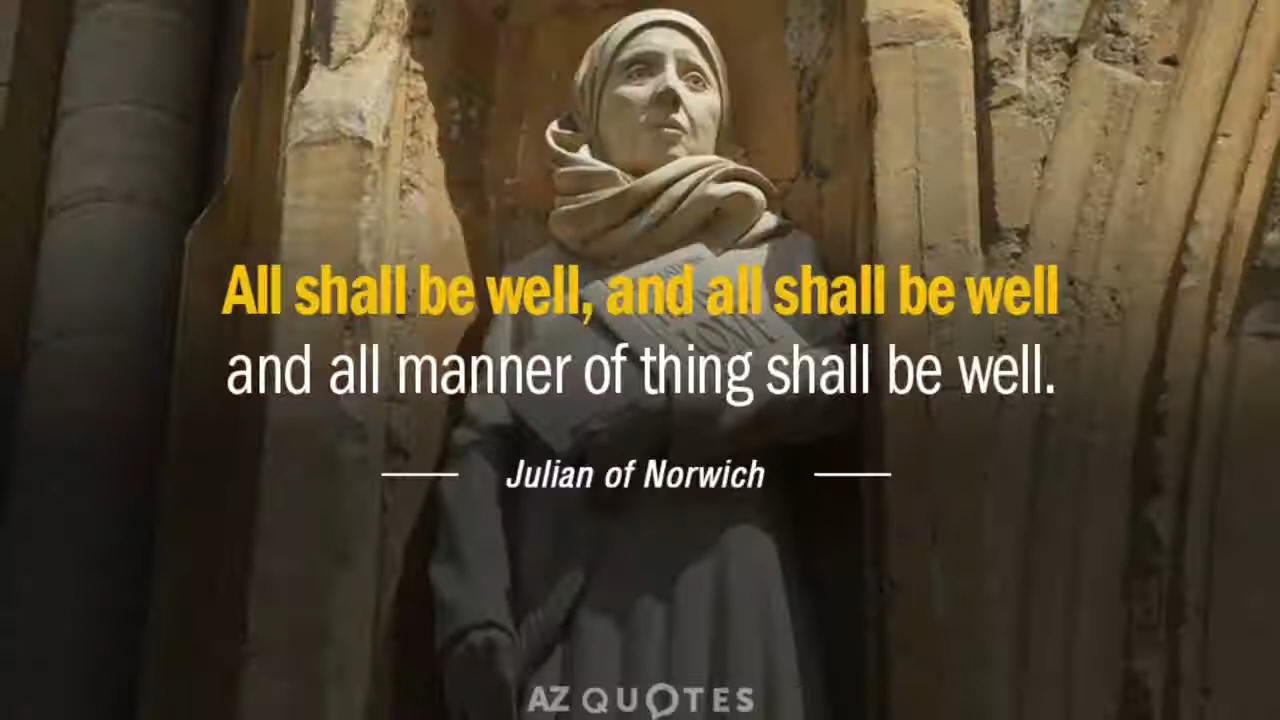 All shall be well, and all shall be well
and all manner of thing shall be well.
Julian of Norwich
AZ QUOTES